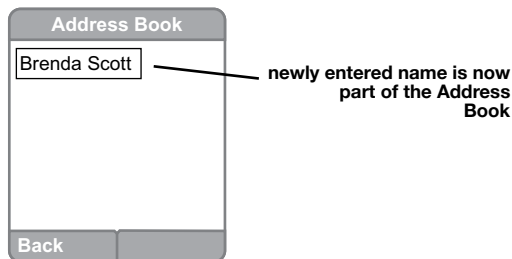 Address Book
Brenda Scott
newly entered name is now
part of the Address
Book
Back